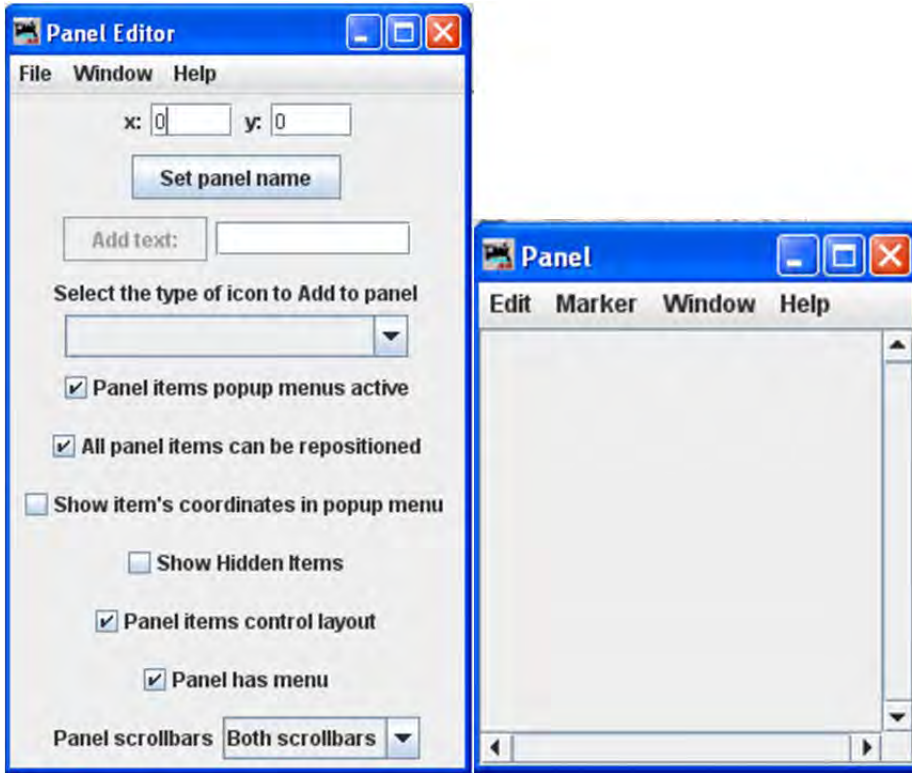 Panel Editor
File Window Help
x: 0 y: 0
Set panel name
Add text:
Select the type of icon to Add to panel
Panel items popup menus active
All panel items can be repositioned
Show item's coordinates in popup menu
Show Hidden Items
Panel items control layout
Panel has menu
Panel scrollbars Both scrollbars
Panel
Edit Marker Window Help